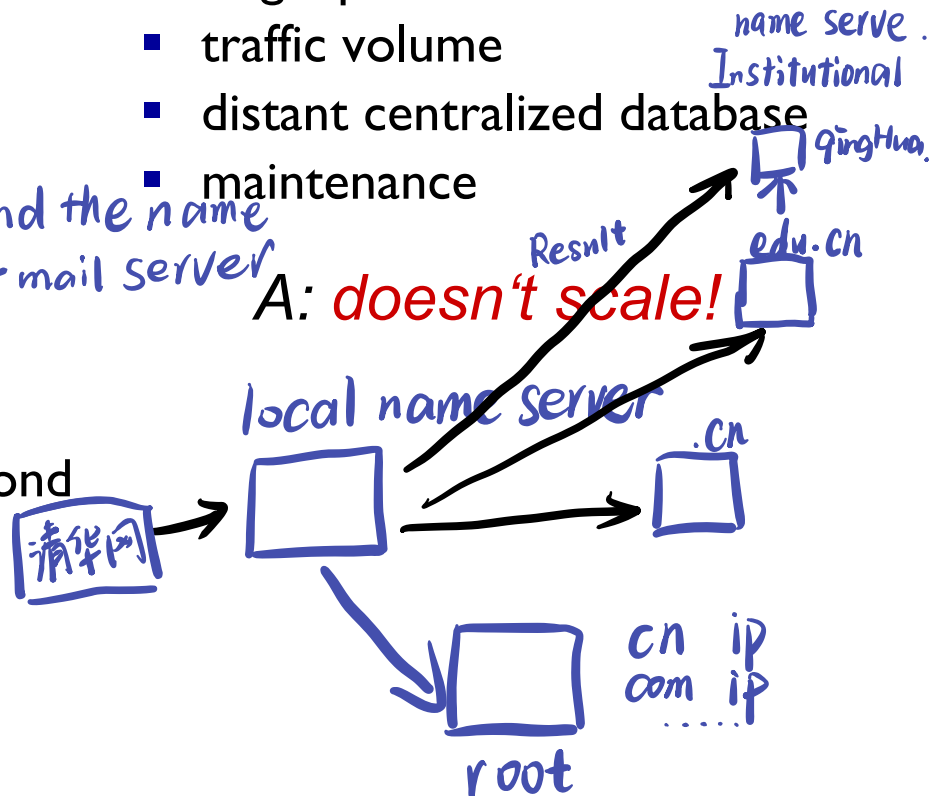 name serve.
Institutional
traffic volume
distant centralized database
qingHua.
maintenance
nd the name
mail server
Result
edu.cn
A: doesn't scale!
local name server
.cn
ond
清华网
cn ip
com ip
......
root